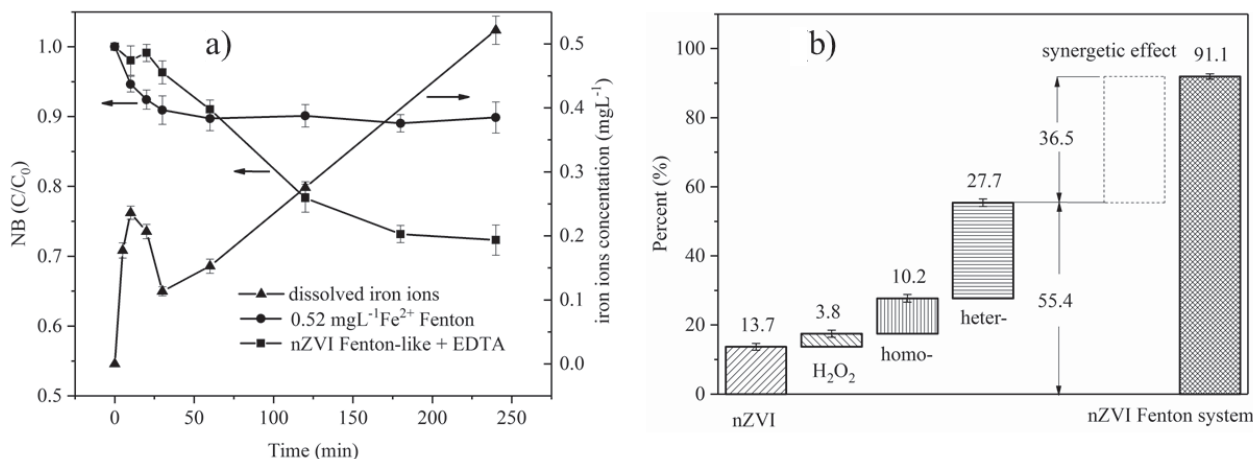 a)
1.0
0.9
0.8
0.7
0.6
0.5
NB (C/C₀)
0.5
0.4
0.3
0.2
0.1
0.0
iron ions concentration (mgL⁻¹)
dissolved iron ions
0.52 mgL⁻¹Fe²⁺ Fenton
nZVI Fenton-like + EDTA
0 50 100 150 200 250
Time (min)
b)
100
80
60
40
20
0
Percent (%)
synergetic effect
91.1
36.5
27.7
55.4
10.2
3.8
13.7
heter-
homo-
H₂O₂
nZVI
nZVI Fenton system